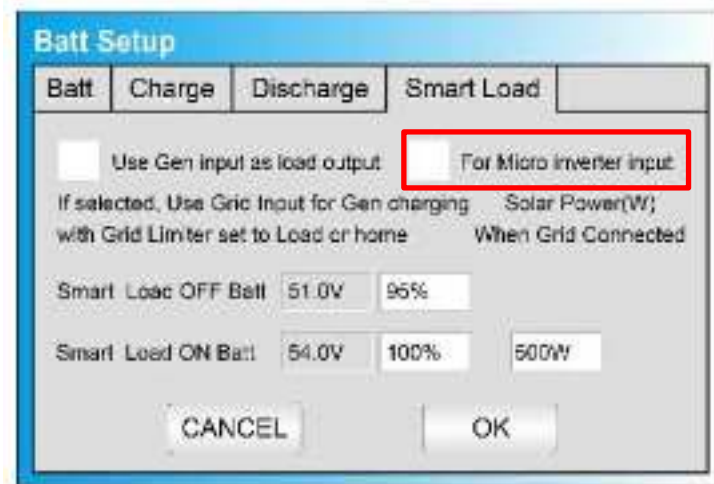 Batt Setup
Batt Charge Discharge Smart Load
Use Gen input as load output For Micro inverter input
If selected, Use Gric Input for Gen charging Solar Power(W)
with Grid Limiter set to Load or home When Grid Connected
Smart Loac OFF Batt 51.0V 95%
Smart Load ON Batt 54.0V 100% 500W
CANCEL OK